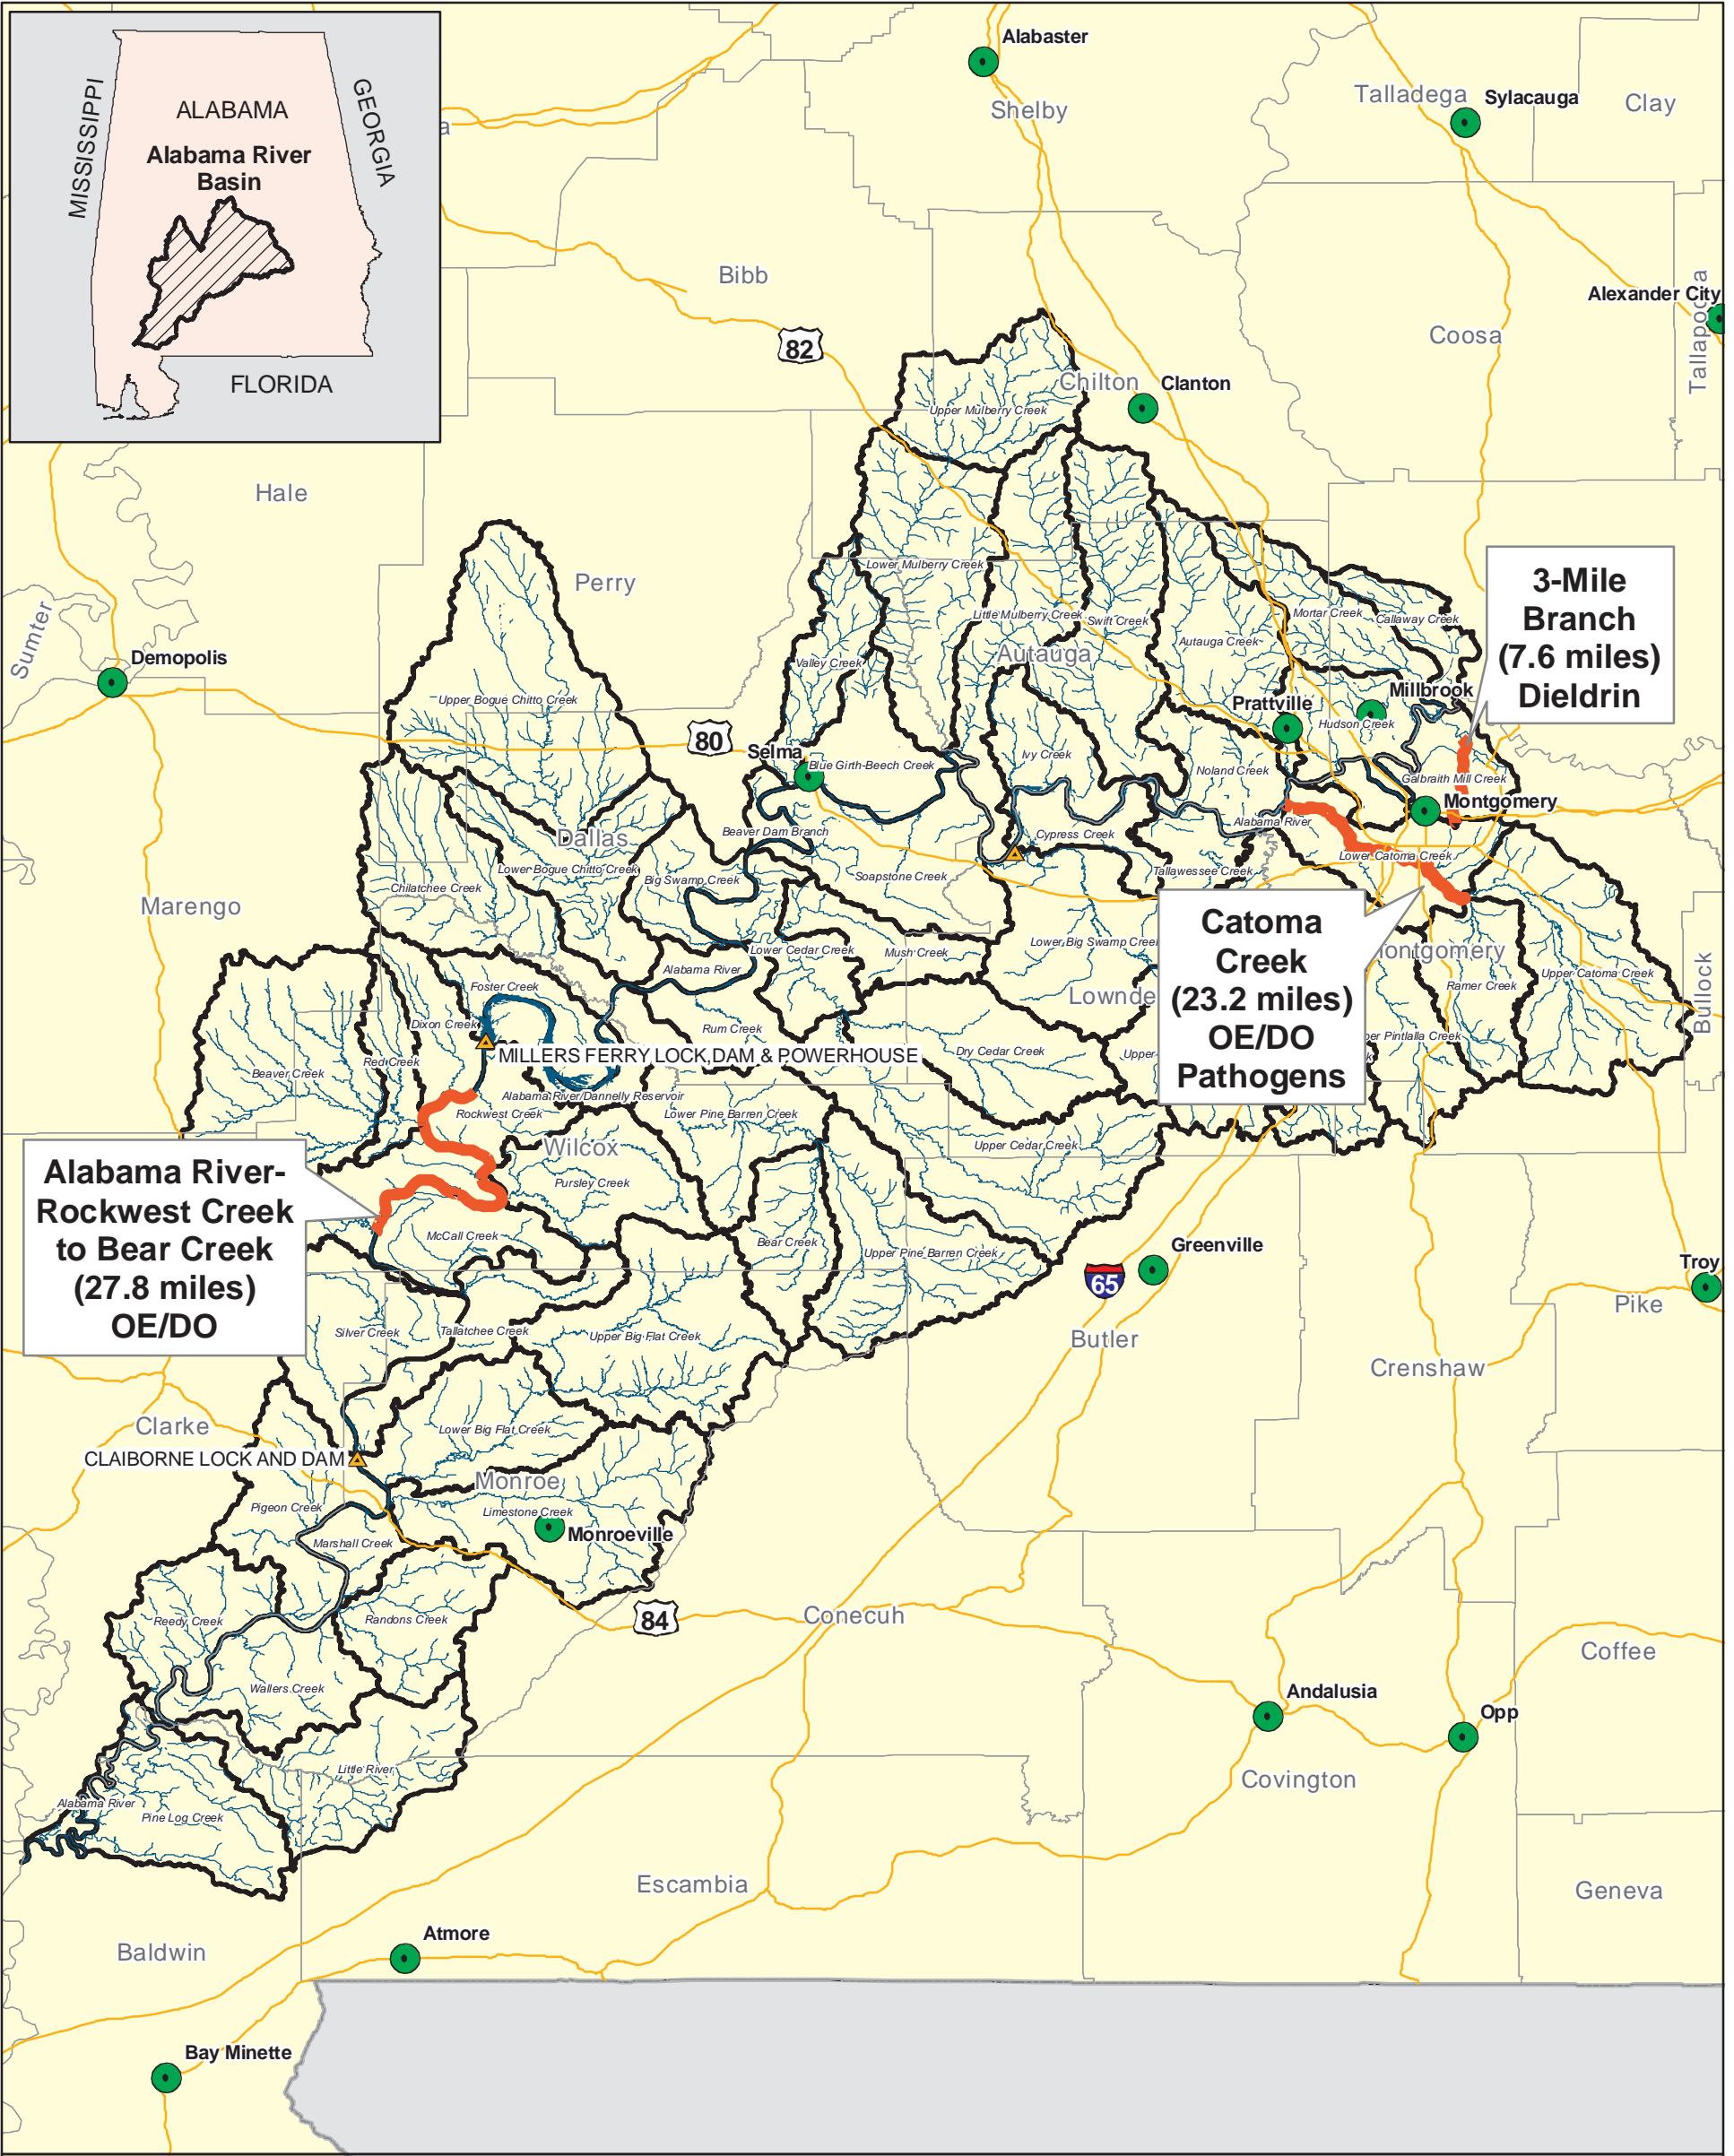 MISSISSIPPI
ALABAMA
GEORGIA
Alabama River
Basin
FLORIDA
Alabaster
Shelby
Talladega
Sylacauga
Clay
a
Bibb
82
Alexander City
Coosa
Tallapoosa
Chilton
Clanton
Upper Mulberry Creek
Hale
Perry
Lower Mulberry Creek
3-Mile
Branch
(7.6 miles)
Dieldrin
Little Mulberry Creek
Swift Creek
Mortar Creek
Callaway Creek
Autauga Creek
Sumter
Demopolis
Autauga
Valley Creek
Upper Bogue Chitto Creek
Millbrook
Prattville
Hudson Creek
80
Selma
Blue Girth-Beech Creek
Ivy Creek
Noland Creek
Galbraith Mill Creek
Montgomery
Dallas
Beaver Dam Branch
Cypress Creek
Alabama River
Lower Catoma Creek
Lower Bogue Chitto Creek
Big Swamp Creek
Soapstone Creek
Tallawessee Creek
Chilatchee Creek
Marengo
Catoma
Creek
(23.2 miles)
OE/DO
Pathogens
Lower Cedar Creek
Mush Creek
Lower Big Swamp Creek
ontgomery
Alabama River
Upper Catoma Creek
Ramer Creek
Bullock
Foster Creek
Lownde
Dixon Creek
Rum Creek
per Pintlalla Creek
k
MILLERS FERRY LOCK,DAM & POWERHOUSE
Dry Cedar Creek
Upper
Red Creek
Beaver Creek
Alabama River/Dannelly Reservoir
Rockwest Creek
Lower Pine Barren Creek
Wilcox
Upper Cedar Creek
Alabama River-
Rockwest Creek
to Bear Creek
(27.8 miles)
OE/DO
Pursley Creek
McCall Creek
Bear Creek
Upper Pine Barren Creek
Greenville
65
Troy
Pike
Silver Creek
Tallatchee Creek
Upper Big Flat Creek
Butler
Crenshaw
Clarke
Lower Big Flat Creek
CLAIBORNE LOCK AND DAM
Monroe
Pigeon Creek
Limestone Creek
Monroeville
Marshall Creek
Reedy Creek
Randons Creek
84
Conecuh
Coffee
Wallers Creek
Andalusia
Opp
Little River
Covington
Alabama River
Pine Log Creek
Escambia
Geneva
Atmore
Baldwin
Bay Minette